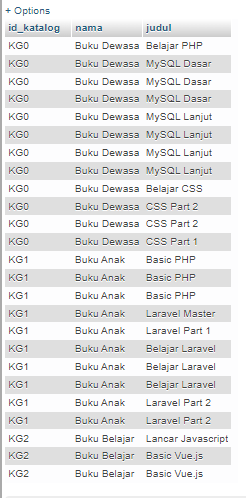 + Options
id_katalog nama judul
KG0 Buku Dewasa Belajar PHP
KG0 Buku Dewasa MySQL Dasar
KG0 Buku Dewasa MySQL Dasar
KG0 Buku Dewasa MySQL Dasar
KG0 Buku Dewasa MySQL Lanjut
KG0 Buku Dewasa MySQL Lanjut
KG0 Buku Dewasa MySQL Lanjut
KG0 Buku Dewasa MySQL Lanjut
KG0 Buku Dewasa Belajar CSS
KG0 Buku Dewasa CSS Part 2
KG0 Buku Dewasa CSS Part 2
KG0 Buku Dewasa CSS Part 1
KG1 Buku Anak Basic PHP
KG1 Buku Anak Basic PHP
KG1 Buku Anak Basic PHP
KG1 Buku Anak Laravel Master
KG1 Buku Anak Laravel Part 1
KG1 Buku Anak Belajar Laravel
KG1 Buku Anak Belajar Laravel
KG1 Buku Anak Belajar Laravel
KG1 Buku Anak Laravel Part 2
KG1 Buku Anak Laravel Part 2
KG2 Buku Belajar Lancar Javascript
KG2 Buku Belajar Basic Vue.js
KG2 Buku Belajar Basic Vue.js